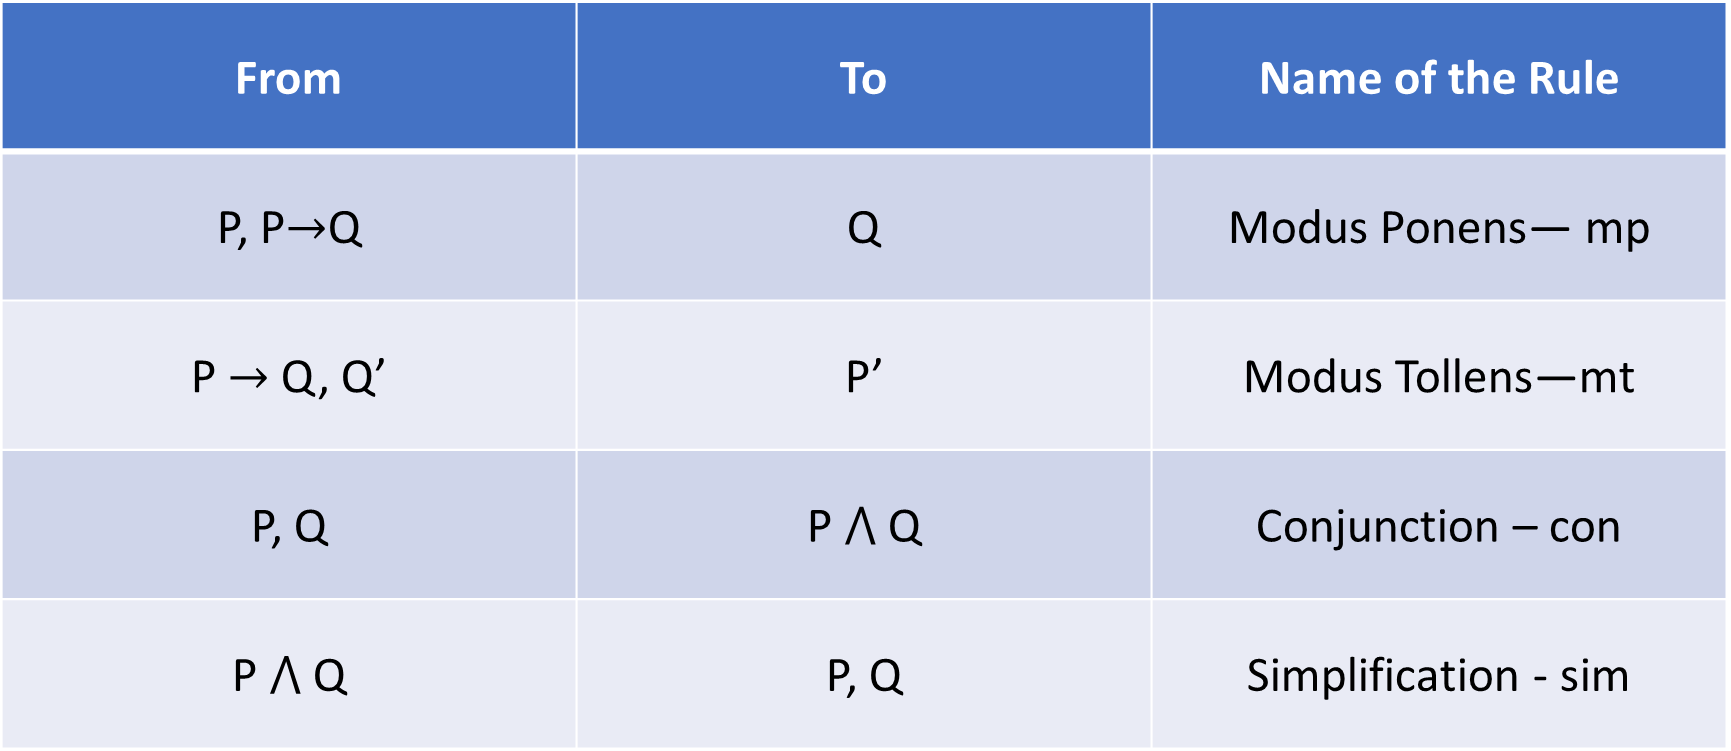 From To Name of the Rule
P, P→Q Q Modus Ponens— mp
P → Q, Q’ P’ Modus Tollens—mt
P, Q P Λ Q Conjunction – con
P Λ Q P, Q Simplification - sim